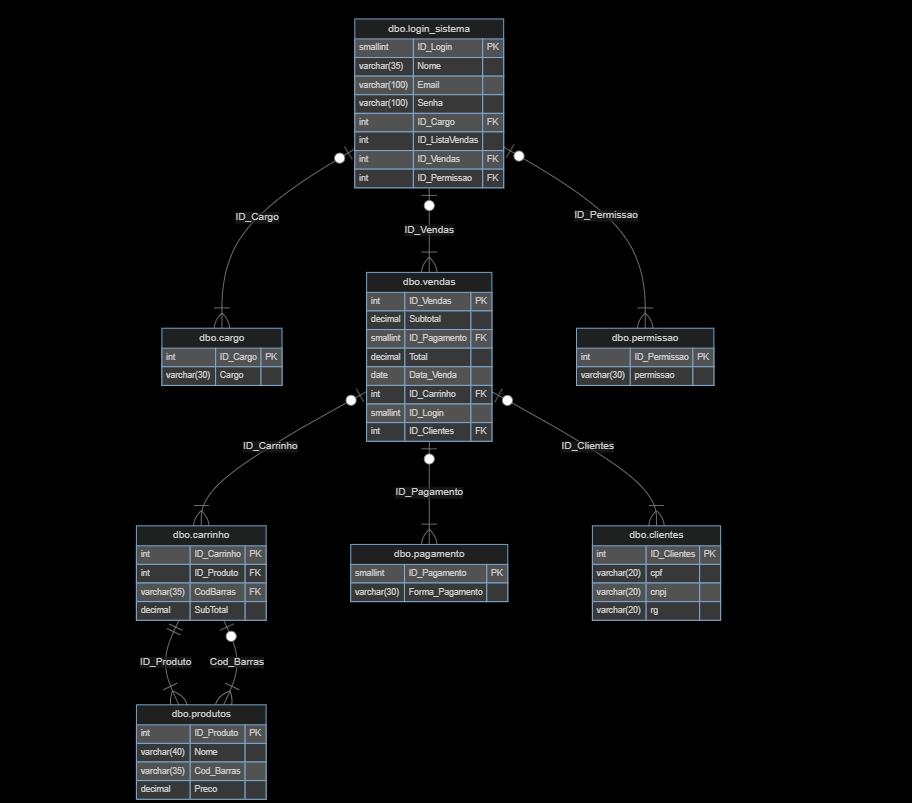 dbo.login_sistema
smallint ID_Login PK
varchar(35) Nome
varchar(100) Email
varchar(100) Senha
int ID_Cargo FK
int ID_ListaVendas
int ID_Vendas FK
int ID_Permissao FK
ID_Cargo
ID_Vendas
ID_Permissao
dbo.cargo
int ID_Cargo PK
varchar(30) Cargo
dbo.vendas
int ID_Vendas PK
decimal Subtotal
smallint ID_Pagamento FK
decimal Total
date Data_Venda
int ID_Carrinho FK
smallint ID_Login
int ID_Clientes FK
dbo.permissao
int ID_Permissao PK
varchar(30) permissao
ID_Carrinho
ID_Pagamento
ID_Clientes
dbo.carrinho
int ID_Carrinho PK
int ID_Produto FK
varchar(35) CodBarras FK
decimal SubTotal
dbo.pagamento
smallint ID_Pagamento PK
varchar(30) Forma_Pagamento
dbo.clientes
int ID_Clientes PK
varchar(20) cpf
varchar(20) cnpj
varchar(20) rg
ID_Produto
Cod_Barras
dbo.produtos
int ID_Produto PK
varchar(40) Nome
varchar(35) Cod_Barras
decimal Preco